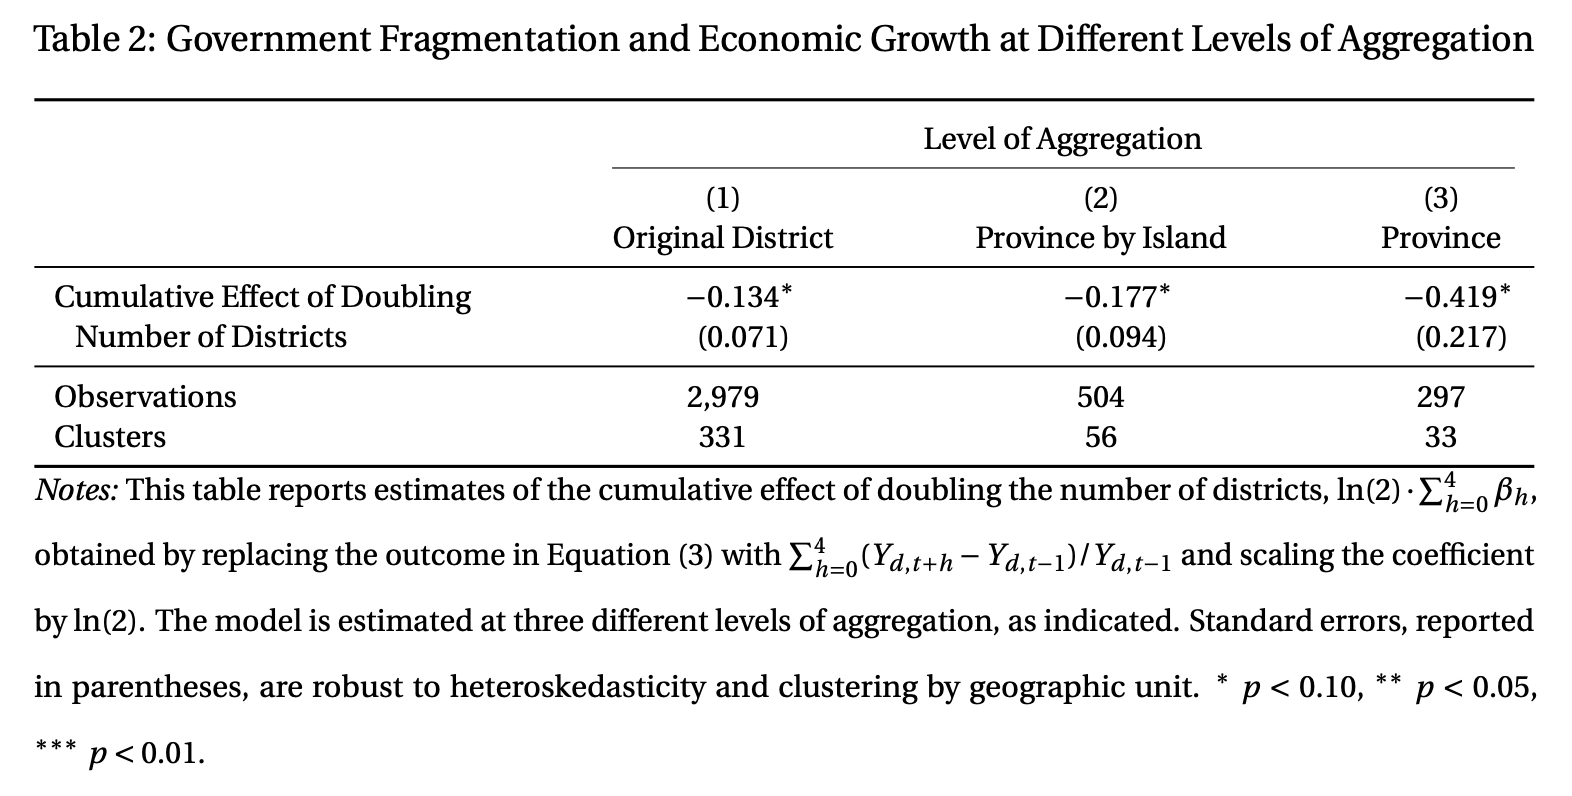 Table 2: Government Fragmentation and Economic Growth at Different Levels of Aggregation
Level of Aggregation
(1) (2) (3)
Original District Province by Island Province
Cumulative Effect of Doubling −0.134* −0.177* −0.419*
Number of Districts (0.071) (0.094) (0.217)
Observations 2,979 504 297
Clusters 331 56 33
Notes: This table reports estimates of the cumulative effect of doubling the number of districts, ln(2) · ∑⁴ₕ₌₀ βₕ,
obtained by replacing the outcome in Equation (3) with ∑⁴ₕ₌₀(Y_{d,t+h} − Y_{d,t−1})/Y_{d,t−1} and scaling the coefficient
by ln(2). The model is estimated at three different levels of aggregation, as indicated. Standard errors, reported
in parentheses, are robust to heteroskedasticity and clustering by geographic unit. * p < 0.10, ** p < 0.05,
*** p < 0.01.